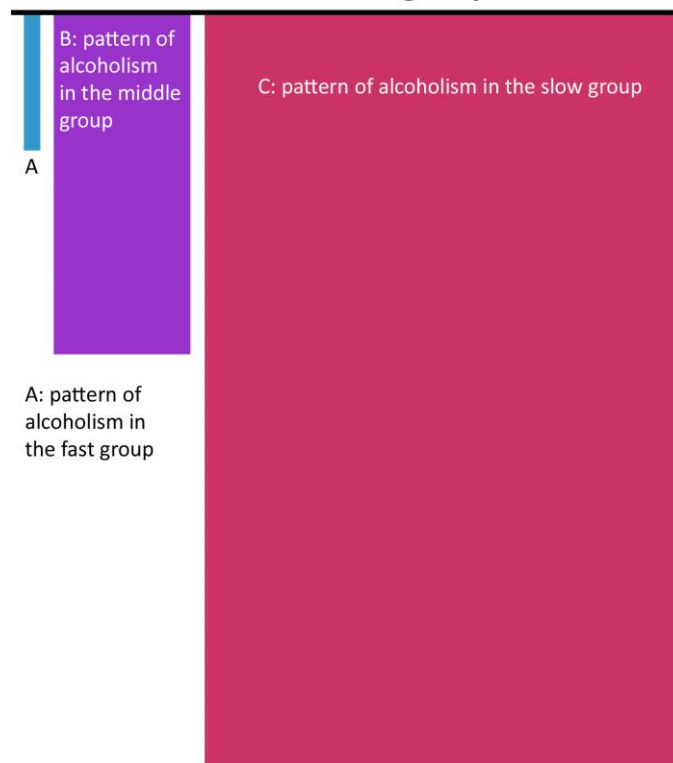 B: pattern of
alcoholism
in the middle
group
C: pattern of alcoholism in the slow group
A
A: pattern of
alcoholism in
the fast group